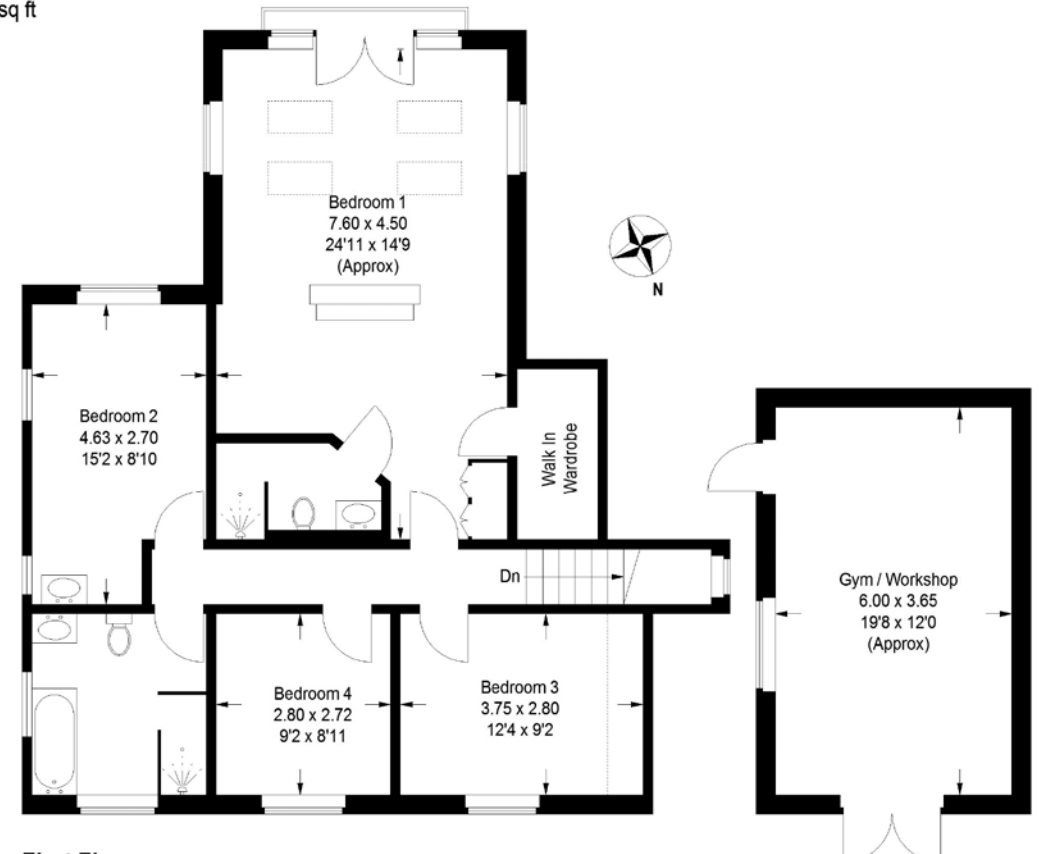 sq ft
Bedroom 1
7.60 x 4.50
24'11 x 14'9
(Approx)
N
Bedroom 2
4.63 x 2.70
15'2 x 8'10
Walk In
Wardrobe
Dn
Gym / Workshop
6.00 x 3.65
19'8 x 12'0
(Approx)
Bedroom 4
2.80 x 2.72
9'2 x 8'11
Bedroom 3
3.75 x 2.80
12'4 x 9'2